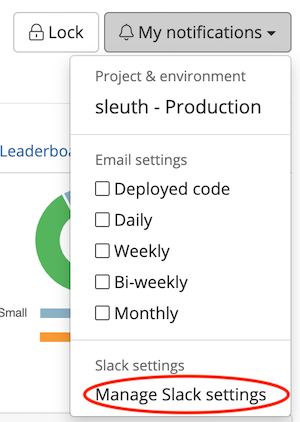 Lock
My notifications
Project & environment
sleuth - Production
Leaderboa
Email settings
Deployed code
Daily
Weekly
Bi-weekly
Small
Monthly
Slack settings
Manage Slack settings